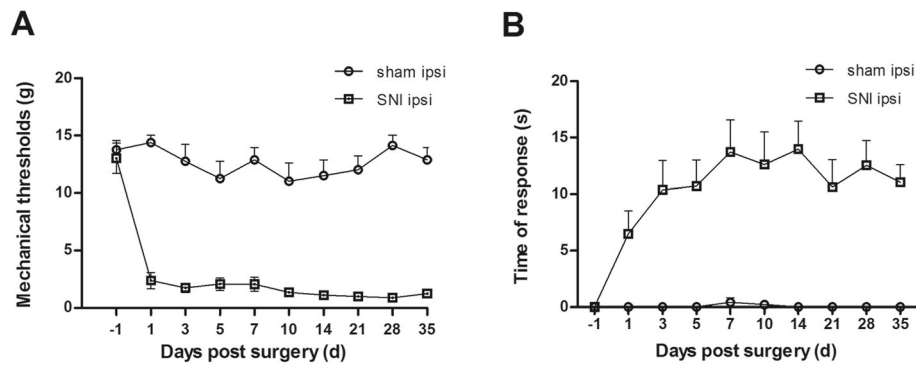 A
sham ipsi
SNI ipsi
Mechanical thresholds (g)
20
15
10
5
0
-1 1 3 5 7 10 14 21 28 35
Days post surgery (d)
B
sham ipsi
SNI ipsi
Time of response (s)
20
15
10
5
0
-1 1 3 5 7 10 14 21 28 35
Days post surgery (d)